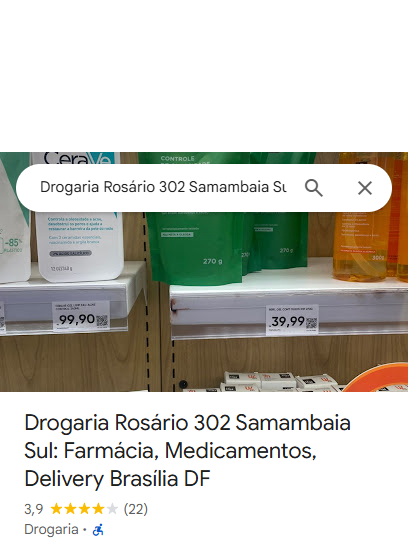 CeraVe
CONTROLE
Drogaria Rosário 302 Samambaia Su
-85%
270 g
270 g
99,90
39,99
Drogaria Rosário 302 Samambaia
Sul: Farmácia, Medicamentos,
Delivery Brasília DF
3,9
(22)
Drogaria ·